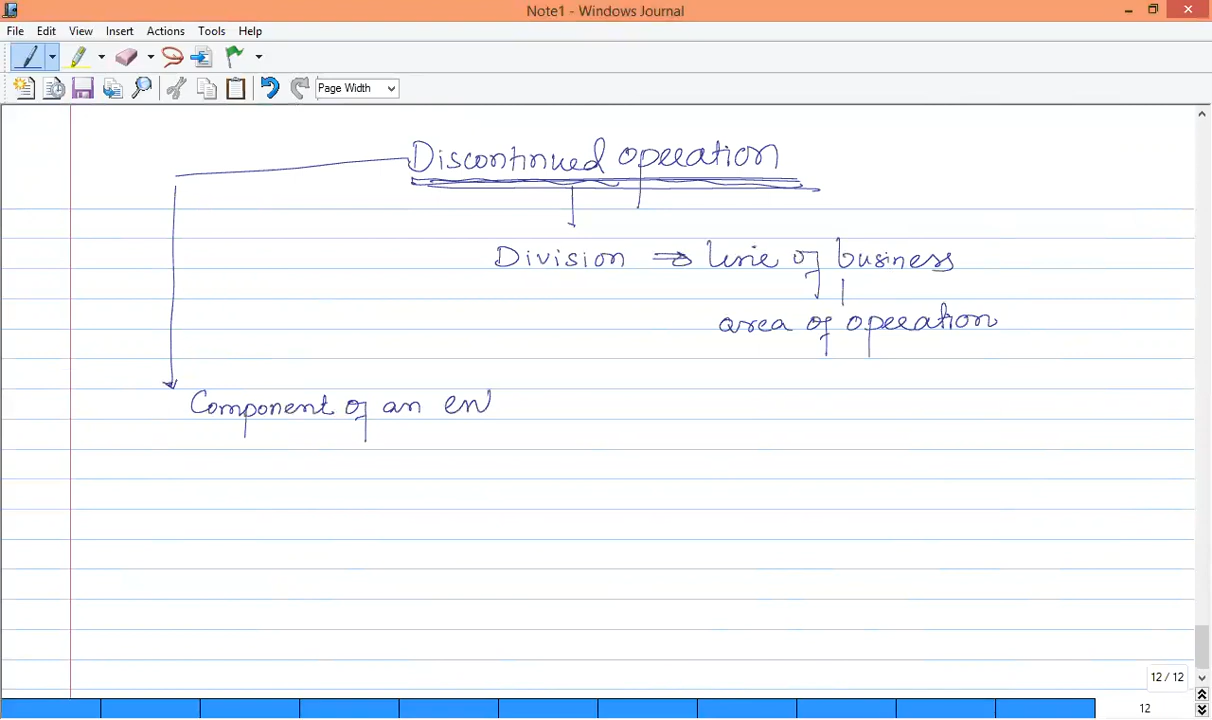 Note1 - Windows Journal
File Edit View Insert Actions Tools Help
Page Width
Discontinued operation
Division ⇒ line of business
area of operation
Component of an en
12 / 12
12